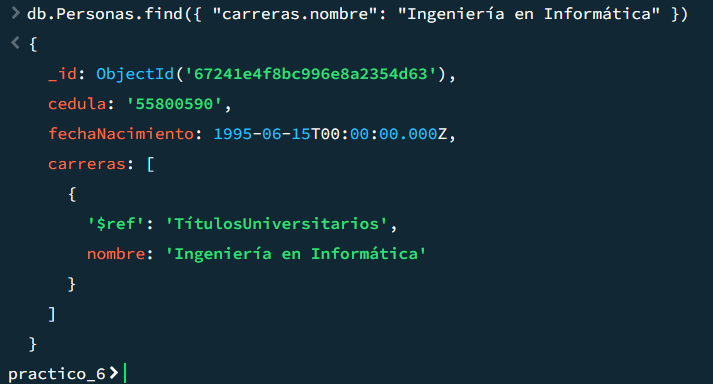 > db.Personas.find({ "carreras.nombre": "Ingeniería en Informática" })
< {
_id: ObjectId('67241e4f8bc996e8a2354d63'),
cedula: '55800590',
fechaNacimiento: 1995-06-15T00:00:00.000Z,
carreras: [
{
'$ref': 'TítulosUniversitarios',
nombre: 'Ingeniería en Informática'
}
]
}
practico_6>